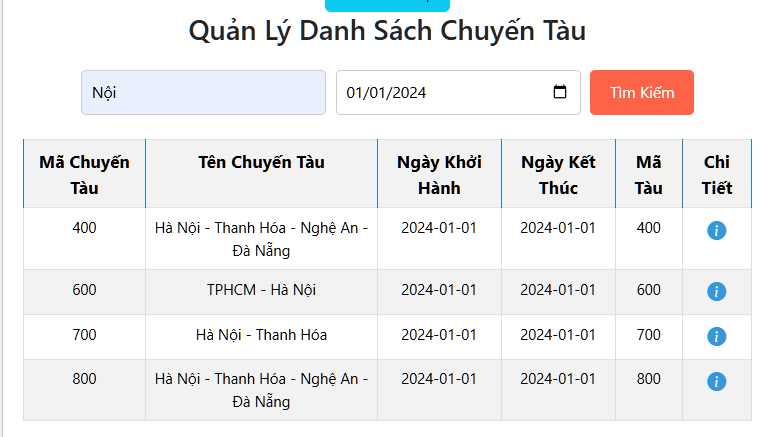 Quản Lý Danh Sách Chuyến Tàu
Nội 01/01/2024 Tìm Kiếm
Mã Chuyến Tàu Tên Chuyến Tàu Ngày Khởi Hành Ngày Kết Thúc Mã Tàu Chi Tiết
400 Hà Nội - Thanh Hóa - Nghệ An - Đà Nẵng 2024-01-01 2024-01-01 400
600 TPHCM - Hà Nội 2024-01-01 2024-01-01 600
700 Hà Nội - Thanh Hóa 2024-01-01 2024-01-01 700
800 Hà Nội - Thanh Hóa - Nghệ An - Đà Nẵng 2024-01-01 2024-01-01 800